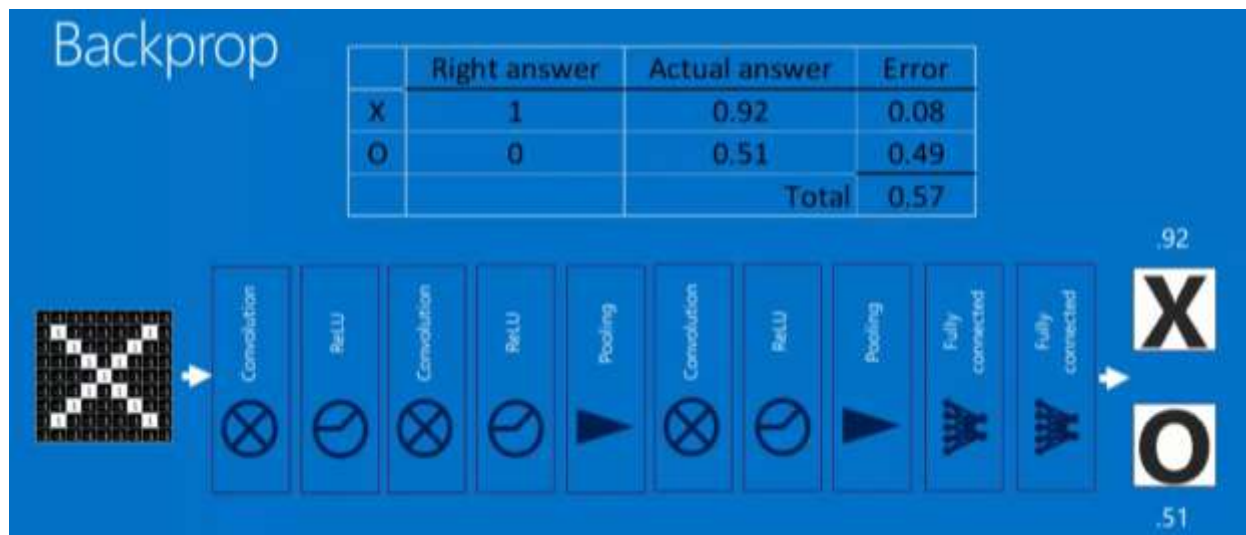 Backprop
Right answer Actual answer Error
X 1 0.92 0.08
O 0 0.51 0.49
Total 0.57
.92
Convolution
ReLU
Convolution
ReLU
Pooling
Convolution
ReLU
Pooling
Fully
connected
Fully
connected
X
O
.51